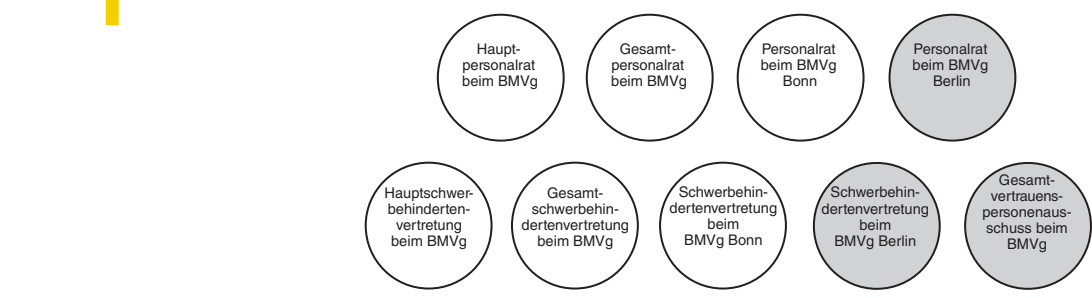 Haupt-
personalrat
beim BMVg
Gesamt-
personalrat
beim BMVg
Personalrat
beim BMVg
Bonn
Personalrat
beim BMVg
Berlin
Hauptschwer-
behinderten-
vertretung
beim BMVg
Gesamt-
schwerbehin-
dertenvertretung
beim BMVg
Schwerbehin-
dertenvertretung
beim
BMVg Bonn
Schwerbehin-
dertenvertretung
beim
BMVg Berlin
Gesamt-
vertrauens-
personenaus-
schuss beim
BMVg